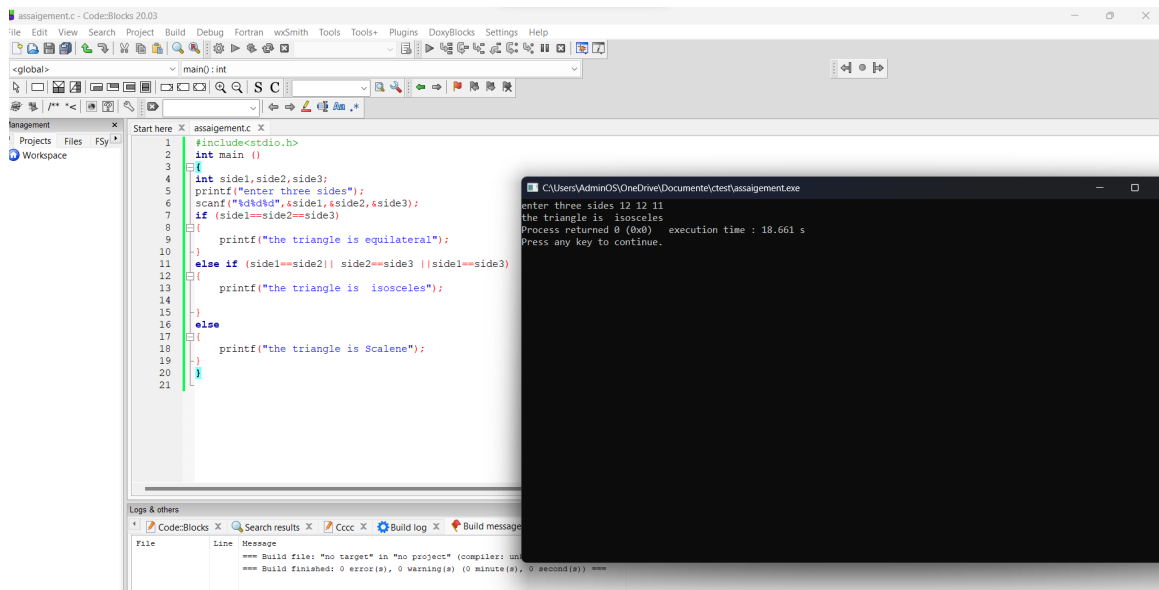 assaigement.c - Code::Blocks 20.03
File Edit View Search Project Build Debug Fortran wxSmith Tools Tools+ Plugins DoxyBlocks Settings Help
<global> main() : int
S C
/** *< Aa .*
Management
Projects Files FSy
Workspace
Start here X assaigement.c X
1 #include<stdio.h>
2 int main ()
3 {
4 int side1,side2,side3;
5 printf("enter three sides");
6 scanf("%d%d%d",&side1,&side2,&side3);
7 if (side1==side2==side3)
8 {
9 printf("the triangle is equilateral");
10 }
11 else if (side1==side2|| side2==side3 ||side1==side3)
12 {
13 printf("the triangle is  isosceles");
14
15 }
16 else
17 {
18 printf("the triangle is Scalene");
19 }
20 }
21
C:\Users\AdminOS\OneDrive\Documente\ctest\assaigement.exe
enter three sides 12 12 11
the triangle is  isosceles
Process returned 0 (0x0)   execution time : 18.661 s
Press any key to continue.
Logs & others
Code::Blocks X Search results X Cccc X Build log X Build message
File Line Message
=== Build file: "no target" in "no project" (compiler: un
=== Build finished: 0 error(s), 0 warning(s) (0 minute(s), 0 second(s)) ===